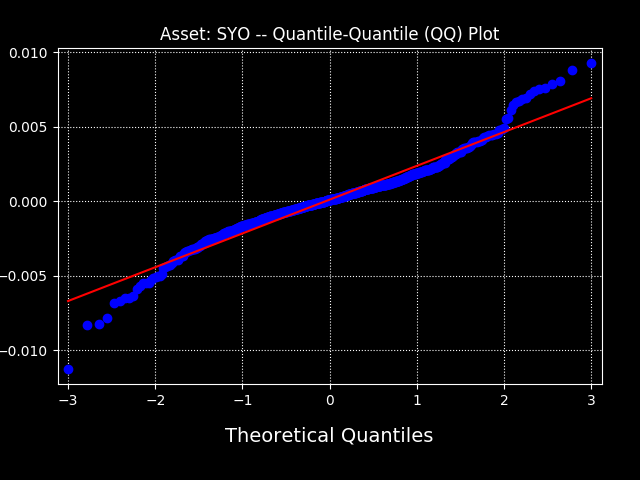 Asset: SYO -- Quantile-Quantile (QQ) Plot
0.010
0.005
0.000
−0.005
−0.010
−3 −2 −1 0 1 2 3
Theoretical Quantiles